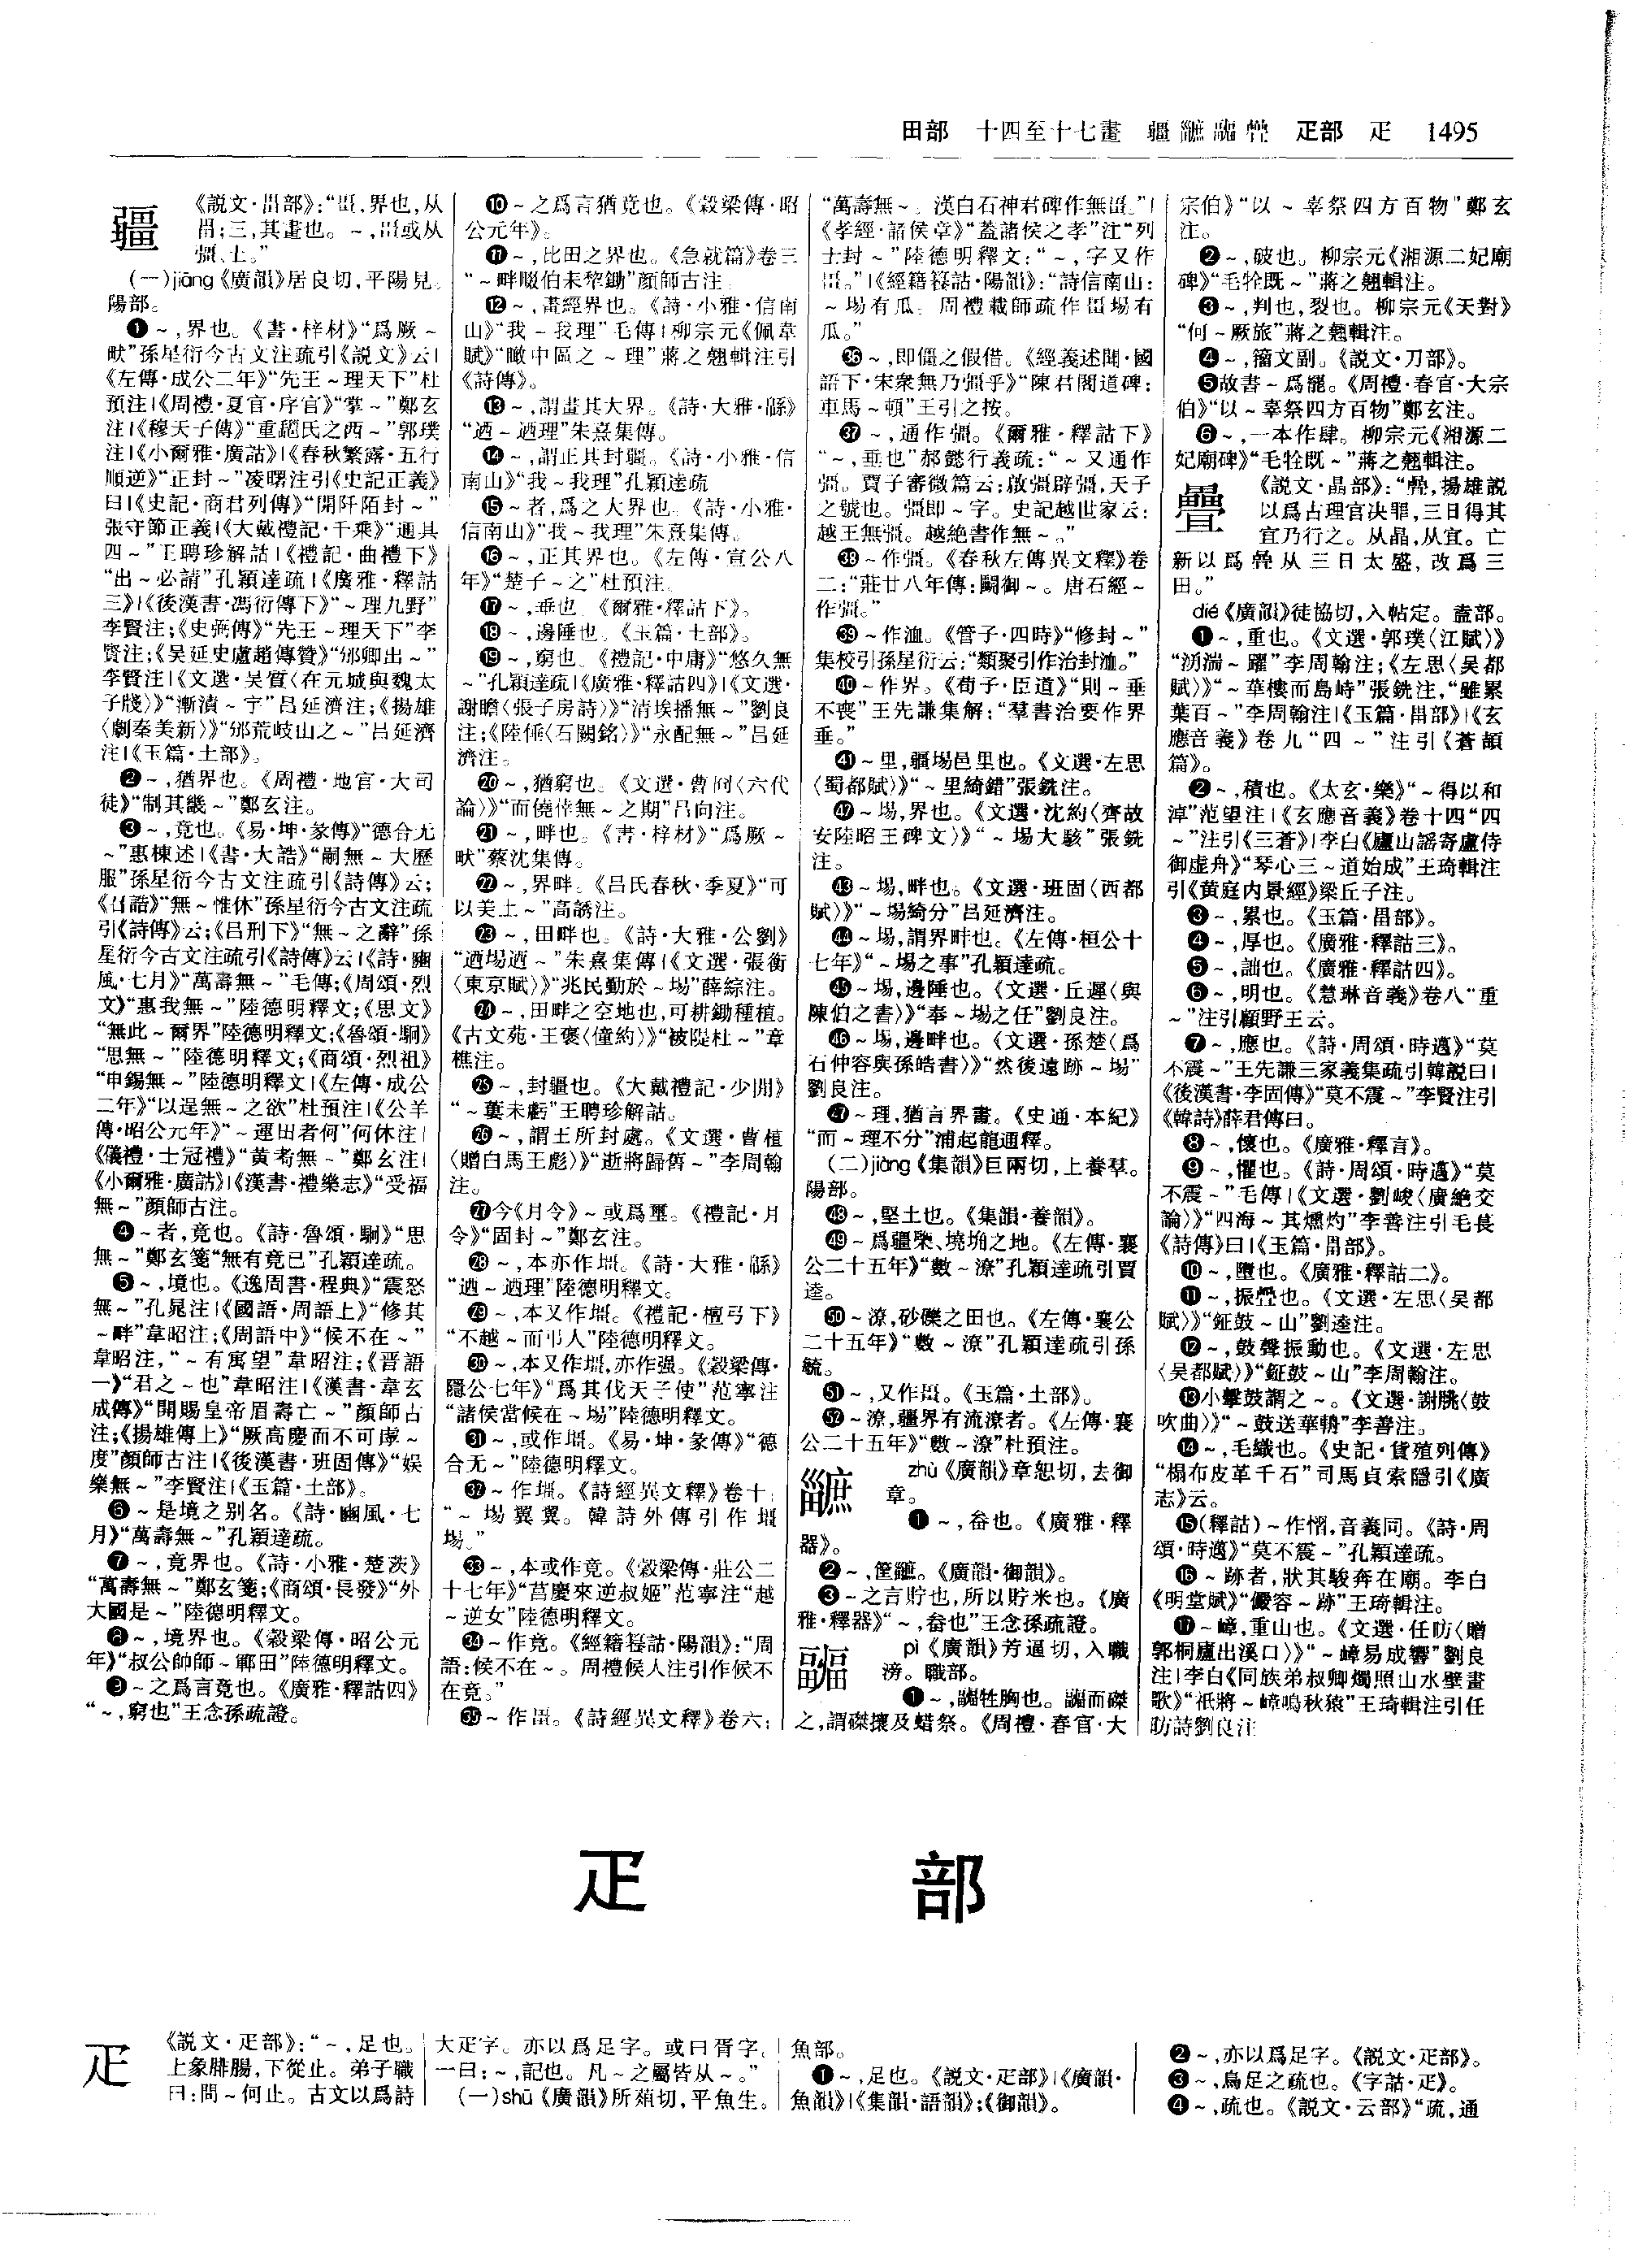 田部　十四至十七畫　疆䉜疈疊　疋部　疋　1495
疆
《説文·畕部》：“畺，界也，从
畕；三，其畫也。～，畺或从
彊、土。”
（一）jiāng《廣韻》居良切，平陽見。
陽部。
❶～，界也。《書·梓材》“爲厥～
畎”孫星衍今古文注疏引《説文》云|
《左傳·成公二年》“先王～理天下”杜
預注|《周禮·夏官·序官》“掌～”鄭玄
注|《穆天子傳》“重䣝氏之西～”郭璞
注|《小爾雅·廣詁》|《春秋繁露·五行
順逆》“正封～”凌曙注引《史記正義》
曰|《史記·商君列傳》“開阡陌封～”
張守節正義|《大戴禮記·千乘》“通其
四～”王聘珍解詁|《禮記·曲禮下》
“出～必請”孔穎達疏|《廣雅·釋詁
三》|《後漢書·馮衍傳下》“～理九野”
李賢注；《史弼傳》“先王～理天下”李
賢注；《吴延史盧趙傳贊》“邠卿出～”
李賢注|《文選·吴質〈在元城與魏太
子牋〉》“漸漬～宇”吕延濟注；《揚雄
〈劇秦美新〉》“邠荒岐山之～”吕延濟
注|《玉篇·土部》。
❷～，猶界也。《周禮·地官·大司
徒》“制其畿～”鄭玄注。
❸～，竟也。《易·坤·彖傳》“德合无
～”惠棟述|《書·大誥》“嗣無～大歷
服”孫星衍今古文注疏引《詩傳》云；
《召誥》“無～惟休”孫星衍今古文注疏
引《詩傳》云；《吕刑下》“無～之辭”孫
星衍今古文注疏引《詩傳》云|《詩·豳
風·七月》“萬壽無～”毛傳；《周頌·烈
文》“惠我無～”陸德明釋文；《思文》
“無此～爾界”陸德明釋文；《魯頌·駉》
“思無～”陸德明釋文；《商頌·烈祖》
“申錫無～”陸德明釋文|《左傳·成公
二年》“以逞無～之欲”杜預注|《公羊
傳·昭公元年》“～運田者何”何休注|
《儀禮·士冠禮》“黄耇無～”鄭玄注|
《小爾雅·廣詁》|《漢書·禮樂志》“受福
無～”顔師古注。
❹～者，竟也。《詩·魯頌·駉》“思
無～”鄭玄箋“無有竟已”孔穎達疏。
❺～，境也。《逸周書·程典》“震怒
無～”孔晁注|《國語·周語上》“修其
～畔”韋昭注；《周語中》“候不在～”
韋昭注，“～有寓望”韋昭注；《晋語
一》“君之～也”韋昭注|《漢書·韋玄
成傳》“開賜皇帝眉壽亡～”顔師古
注；《揚雄傳上》“厥高慶而不可虖～
度”顔師古注|《後漢書·班固傳》“娱
樂無～”李賢注|《玉篇·土部》。
❻～是境之别名。《詩·豳風·七
月》“萬壽無～”孔穎達疏。
❼～，竟界也。《詩·小雅·楚茨》
“萬壽無～”鄭玄箋；《商頌·長發》“外
大國是～”陸德明釋文。
❽～，境界也。《穀梁傳·昭公元
年》“叔公帥師～鄆田”陸德明釋文。
❾～之爲言竟也。《廣雅·釋詁四》
“～，窮也”王念孫疏證。
❿～之爲言猶竟也。《穀梁傳·昭
公元年》。
⓫～，比田之界也。《急就篇》卷三
“～畔畷伯耒犂鋤”顔師古注。
⓬～，畫經界也。《詩·小雅·信南
山》“我～我理”毛傳|柳宗元《佩韋
賦》“瞰中區之～理”蔣之翹輯注引
《詩傳》。
⓭～，謂畫其大界。《詩·大雅·緜》
“迺～迺理”朱熹集傳。
⓮～，謂正其封疆。《詩·小雅·信
南山》“我～我理”孔穎達疏
⓯～者，爲之大界也。《詩·小雅·
信南山》“我～我理”朱熹集傳。
⓰～，正其界也。《左傳·宣公八
年》“楚子～之”杜預注。
⓱～，垂也。《爾雅·釋詁下》。
⓲～，邊陲也。《玉篇·土部》。
⓳～，窮也。《禮記·中庸》“悠久無
～”孔穎達疏|《廣雅·釋詁四》|《文選·
謝瞻〈張子房詩〉》“清埃播無～”劉良
注；《陸倕〈石闕銘〉》“永配無～”吕延
濟注。
⓴～，猶窮也。《文選·曹冏〈六代
論〉》“而僥倖無～之期”吕向注。
㉑～，畔也。《書·梓材》“爲厥～
畎”蔡沈集傳。
㉒～，界畔。《吕氏春秋·季夏》“可
以美土～”高誘注。
㉓～，田畔也。《詩·大雅·公劉》
“迺埸迺～”朱熹集傳|《文選·張衡
〈東京賦〉》“兆民勤於～埸”薛綜注。
㉔～，田畔之空地也，可耕鋤種植。
《古文苑·王褒〈僮約〉》“被隄杜～”章
樵注。
㉕～，封疆也。《大戴禮記·少閒》
“～蔞未虧”王聘珍解詁。
㉖～，謂土所封處。《文選·曹植
〈贈白馬王彪〉》“逝將歸舊～”李周翰
注。
㉗今《月令》～或爲壐。《禮記·月
令》“固封～”鄭玄注。
㉘～，本亦作壃。《詩·大雅·緜》
“迺～迺理”陸德明釋文。
㉙～，本又作壃。《禮記·檀弓下》
“不越～而弔人”陸德明釋文。
㉚～，本又作壃，亦作强。《穀梁傳·
隱公七年》“爲其伐天子使”范寧注
“諸侯當候在～埸”陸德明釋文。
㉛～，或作壃。《易·坤·彖傳》“德
合无～”陸德明釋文。
㉜～作壃。《詩經異文釋》卷十：
“～埸翼翼。韓詩外傳引作壃
埸。”
㉝～，本或作竟。《穀梁傳·莊公二
十七年》“莒慶來逆叔姬”范寧注“越
～逆女”陸德明釋文。
㉞～作竟。《經籍籑詁·陽韻》：“周
語：候不在～。周禮候人注引作候不
在竟。”
㉟～作畺。《詩經異文釋》卷六：
“萬壽無～。漢白石神君碑作無畺。”|
《孝經·諸侯章》“蓋諸侯之孝”注“列
士封～”陸德明釋文：“～，字又作
畺。”|《經籍籑詁·陽韻》：“詩信南山：
～埸有瓜。周禮載師疏作畺埸有
瓜。”
㊱～，即僵之假借。《經義述聞·國
語下·宋衆無乃彊乎》“陳君閣道碑：
車馬～頓”王引之按。
㊲～，通作彊。《爾雅·釋詁下》
“～，垂也”郝懿行義疏：“～又通作
彊。賈子審微篇云：啟彊辟彊，天子
之號也。彊即～字。史記越世家云：
越王無彊。越絶書作無～。”
㊳～作彊。《春秋左傳異文釋》卷
二：“莊廿八年傳：鬭御～。唐石經～
作彊。”
㊴～作洫。《管子·四時》“修封～”
集校引孫星衍云：“類聚引作治封洫。”
㊵～作界。《荀子·臣道》“則～垂
不喪”王先謙集解：“羣書治要作界
垂。”
㊶～里，疆埸邑里也。《文選·左思
〈蜀都賦〉》“～里綺錯”張銑注。
㊷～埸，界也。《文選·沈約〈齊故
安陸昭王碑文〉》“～埸大駭”張銑
注。
㊸～埸，畔也。《文選·班固〈西都
賦〉》“～埸綺分”吕延濟注。
㊹～埸，謂界畔也。《左傳·桓公十
七年》“～埸之事”孔穎達疏。
㊺～埸，邊陲也。《文選·丘遲〈與
陳伯之書〉》“奉～埸之任”劉良注。
㊻～埸，邊畔也。《文選·孫楚〈爲
石仲容與孫皓書〉》“然後遠跡～埸”
劉良注。
㊼～理，猶言界畫。《史通·本紀》
“而～理不分”浦起龍通釋。
（二）jiàng《集韻》巨兩切，上養羣。
陽部。
㊽～，堅土也。《集韻·養韻》。
㊾～爲疆㯺、墝埆之地。《左傳·襄
公二十五年》“數～潦”孔穎達疏引賈
逵。
㊿～潦，砂礫之田也。《左傳·襄公
二十五年》“數～潦”孔穎達疏引孫
毓。
51～，又作畺。《玉篇·土部》。
52～潦，疆界有流潦者。《左傳·襄
公二十五年》“數～潦”杜預注。
zhù《廣韻》章恕切，去御
章。
❶～，畚也。《廣雅·釋
器》。
❷～，筐䉜。《廣韻·御韻》。
❸～之言貯也，所以貯米也。《廣
雅·釋器》“～，畚也”王念孫疏證。
疈
pì《廣韻》芳逼切，入職
滂。職部。
❶～，疈牲胸也。疈而磔
之，謂磔攘及蜡祭。《周禮·春官·大
宗伯》“以～辜祭四方百物”鄭玄
注。
❷～，破也。柳宗元《湘源二妃廟
碑》“毛牷既～”蔣之翹輯注。
❸～，判也，裂也。柳宗元《天對》
“何～厥旅”蔣之翹輯注。
❹～，籀文副。《説文·刀部》。
❺故書～爲罷。《周禮·春官·大宗
伯》“以～辜祭四方百物”鄭玄注。
❻～，一本作肆。柳宗元《湘源二
妃廟碑》“毛牷既～”蔣之翹輯注。
疊
《説文·晶部》：“疊，揚雄説
以爲古理官決罪，三日得其
宜乃行之。从晶，从宜。亡
新以爲疊从三日太盛，改爲三
田。”
dié《廣韻》徒協切，入帖定。盍部。
❶～，重也。《文選·郭璞〈江賦〉》
“涌湍～躍”李周翰注；《左思〈吴都
賦〉》“～華樓而島峙”張銑注，“雖累
葉百～”李周翰注|《玉篇·畕部》|《玄
應音義》卷九“四～”注引《蒼頡
篇》。
❷～，積也。《太玄·樂》“～得以和
淖”范望注|《玄應音義》卷十四“四
～”注引《三蒼》|李白《廬山謡寄盧侍
御虚舟》“琴心三～道始成”王琦輯注
引《黄庭内景經》梁丘子注。
❸～，累也。《玉篇·畕部》。
❹～，厚也。《廣雅·釋詁三》。
❺～，詘也。《廣雅·釋詁四》。
❻～，明也。《慧琳音義》卷八“重
～”注引顧野王云。
❼～，應也。《詩·周頌·時邁》“莫
不震～”王先謙三家義集疏引韓説曰|
《後漢書·李固傳》“莫不震～”李賢注引
《韓詩》薛君傳曰。
❽～，懷也。《廣雅·釋言》。
❾～，懼也。《詩·周頌·時邁》“莫
不震～”毛傳|《文選·劉峻〈廣絶交
論〉》“四海～其燻灼”李善注引毛萇
《詩傳》曰|《玉篇·畕部》。
❿～，墮也。《廣雅·釋詁二》。
⓫～，振疊也。《文選·左思〈吴都
賦〉》“鉦鼓～山”劉逵注。
⓬～，鼓聲振動也。《文選·左思
〈吴都賦〉》“鉦鼓～山”李周翰注。
⓭小擊鼓謂之～。《文選·謝朓〈鼓
吹曲〉》“～鼓送華輈”李善注。
⓮～，毛織也。《史記·貨殖列傳》
“榻布皮革千石”司馬貞索隱引《廣
志》云。
⓯（釋詁）～作慴，音義同。《詩·周
頌·時邁》“莫不震～”孔穎達疏。
⓰～跡者，狀其駿奔在廟。李白
《明堂賦》“儼容～跡”王琦輯注。
⓱～嶂，重山也。《文選·任昉〈贈
郭桐廬出溪口〉》“～嶂易成響”劉良
注|李白《同族弟叔卿燭照山水壁畫
歌》“祇將～嶂鳴秋猿”王琦輯注引任
昉詩劉良注
疋　部
疋
《説文·疋部》：“～，足也。
上象腓腸，下從止。弟子職
曰：問～何止。古文以爲詩
大疋字。亦以爲足字。或曰胥字，
一曰：～，記也。凡～之屬皆从～。”
（一）shū《廣韻》所葅切，平魚生。
魚部。
❶～，足也。《説文·疋部》|《廣韻·
魚韻》|《集韻·語韻》；《御韻》。
❷～，亦以爲足字。《説文·疋部》。
❸～，鳥足之疏也。《字詁·疋》。
❹～，疏也。《説文·𠫓部》“疏，通